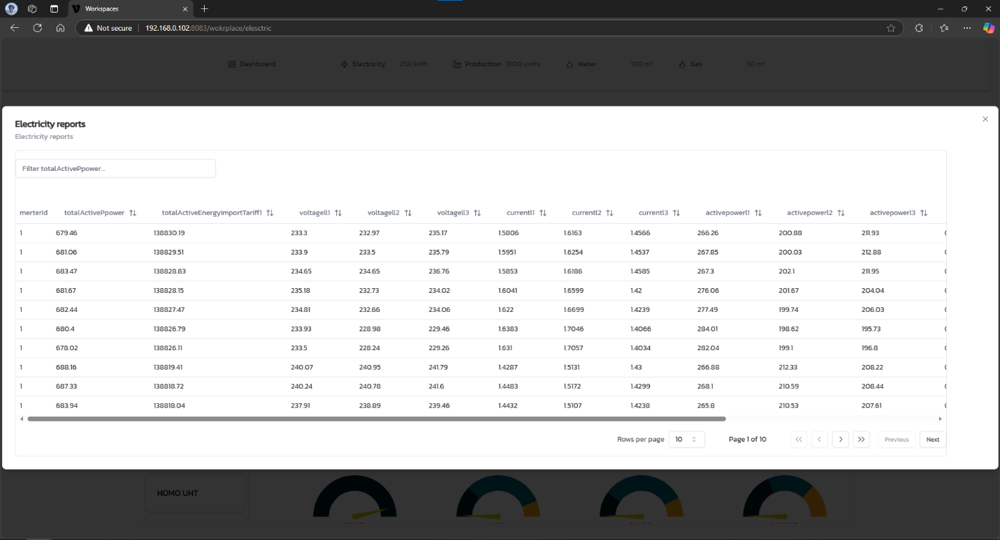 Workspaces
Not secure 192.168.0.102:8083/wokrplace/elesctric
Dashboard Electricity 250 kWh Production 1000 units Water 100 m³ Gas 50 m³
Electricity reports
Electricity reports
Filter totalActivePpower...
merterId totalActivePpower totalActiveEnergyImportTariff1 voltagell1 voltagell2 voltagell3 currentl1 currentl2 currentl3 activepowerl1 activepowerl2 activepowerl3
1 679.46 138830.19 233.3 232.97 235.17 1.5806 1.6163 1.4566 266.26 200.88 211.93
1 681.06 138829.51 233.9 233.5 235.79 1.5951 1.6254 1.4537 267.85 200.03 212.88
1 683.47 138828.83 234.65 234.65 236.76 1.5853 1.6186 1.4585 267.3 202.1 211.95
1 681.67 138828.15 235.18 232.73 234.02 1.6041 1.6599 1.42 276.06 201.67 204.04
1 682.44 138827.47 234.81 232.66 234.06 1.622 1.6699 1.4239 277.49 199.74 206.03
1 680.4 138826.79 233.93 228.98 229.46 1.6383 1.7046 1.4066 284.01 198.62 195.73
1 678.02 138826.11 233.5 228.24 229.26 1.631 1.7057 1.4034 282.04 199.1 196.8
1 688.16 138819.41 240.07 240.95 241.79 1.4287 1.5131 1.43 266.88 212.33 208.22
1 687.33 138818.72 240.24 240.78 241.6 1.4483 1.5172 1.4299 268.1 210.59 208.44
1 683.94 138818.04 237.91 238.89 239.46 1.4432 1.5107 1.4238 265.8 210.53 207.61
Rows per page 10 Page 1 of 10 Previous Next
HOMO UHT